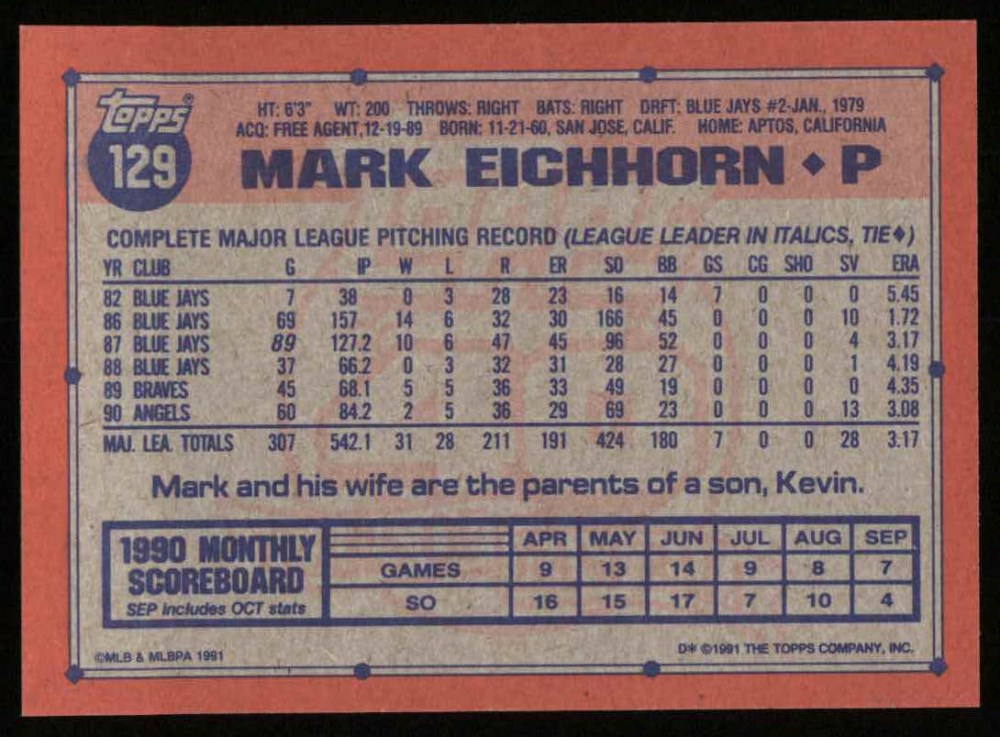 Topps®
129
HT: 6'3" WT: 200 THROWS: RIGHT BATS: RIGHT DRFT: BLUE JAYS #2-JAN., 1979
ACQ: FREE AGENT, 12-19-89 BORN: 11-21-60, SAN JOSE, CALIF. HOME: APTOS, CALIFORNIA
MARK EICHHORN ♦ P
COMPLETE MAJOR LEAGUE PITCHING RECORD (LEAGUE LEADER IN ITALICS, TIE♦)
YR CLUB G IP W L R ER SO BB GS CG SHO SV ERA
82 BLUE JAYS 7 38 0 3 28 23 16 14 7 0 0 0 5.45
86 BLUE JAYS 69 157 14 6 32 30 166 45 0 0 0 10 1.72
87 BLUE JAYS 89 127.2 10 6 47 45 96 52 0 0 0 4 3.17
88 BLUE JAYS 37 66.2 0 3 32 31 28 27 0 0 0 1 4.19
89 BRAVES 45 68.1 5 5 36 33 49 19 0 0 0 0 4.35
90 ANGELS 60 84.2 2 5 36 29 69 23 0 0 0 13 3.08
MAJ. LEA. TOTALS 307 542.1 31 28 211 191 424 180 7 0 0 28 3.17
Mark and his wife are the parents of a son, Kevin.
1990 MONTHLY
SCOREBOARD
SEP includes OCT stats
APR MAY JUN JUL AUG SEP
GAMES 9 13 14 9 8 7
SO 16 15 17 7 10 4
©MLB & MLBPA 1991
D* ©1991 THE TOPPS COMPANY, INC.